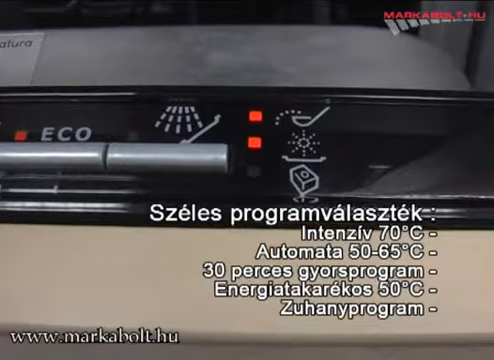 MARKABOLT.HU
atura
ECO
Széles programválaszték :
Intenzív 70°C -
Automata 50-65°C -
30 perces gyorsprogram -
Energiatakarékos 50°C -
Zuhanyprogram -
www.markabolt.hu